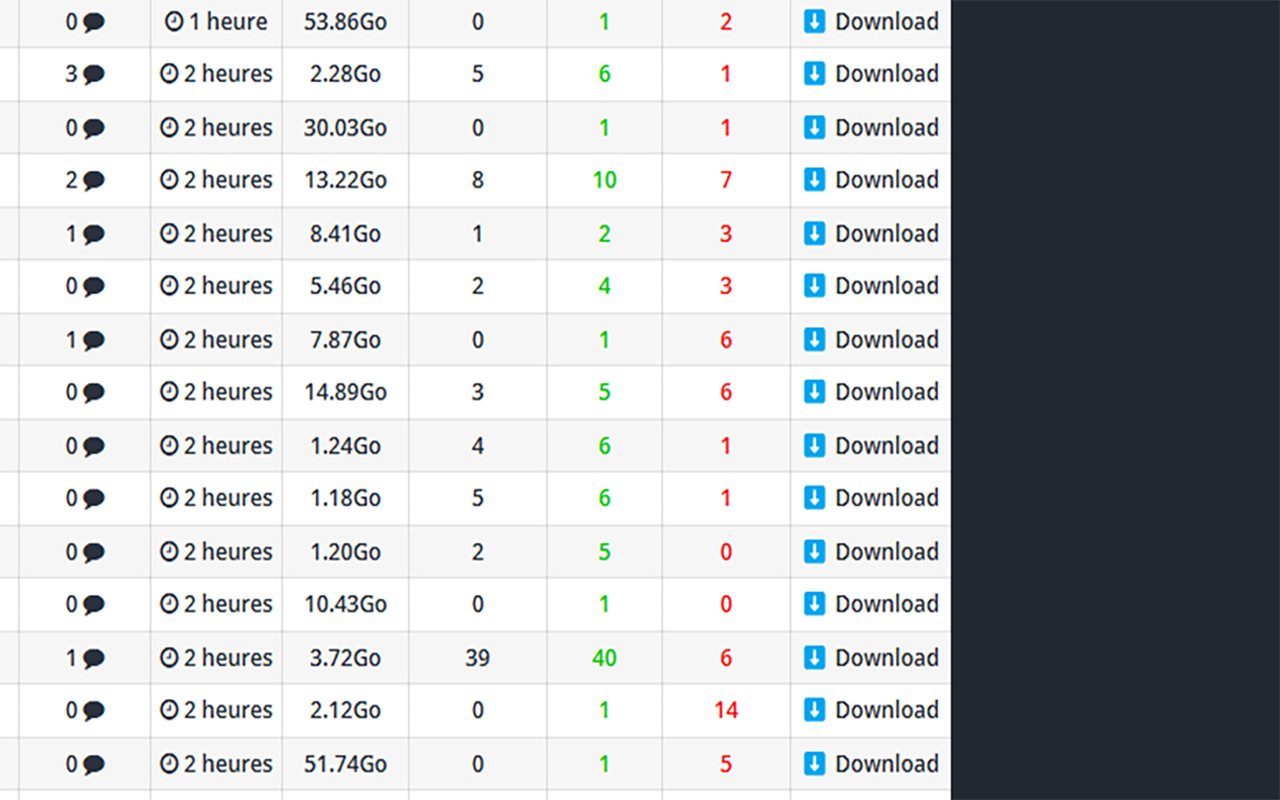 0 1 heure 53.86Go 0 1 2 Download
3 2 heures 2.28Go 5 6 1 Download
0 2 heures 30.03Go 0 1 1 Download
2 2 heures 13.22Go 8 10 7 Download
1 2 heures 8.41Go 1 2 3 Download
0 2 heures 5.46Go 2 4 3 Download
1 2 heures 7.87Go 0 1 6 Download
0 2 heures 14.89Go 3 5 6 Download
0 2 heures 1.24Go 4 6 1 Download
0 2 heures 1.18Go 5 6 1 Download
0 2 heures 1.20Go 2 5 0 Download
0 2 heures 10.43Go 0 1 0 Download
1 2 heures 3.72Go 39 40 6 Download
0 2 heures 2.12Go 0 1 14 Download
0 2 heures 51.74Go 0 1 5 Download